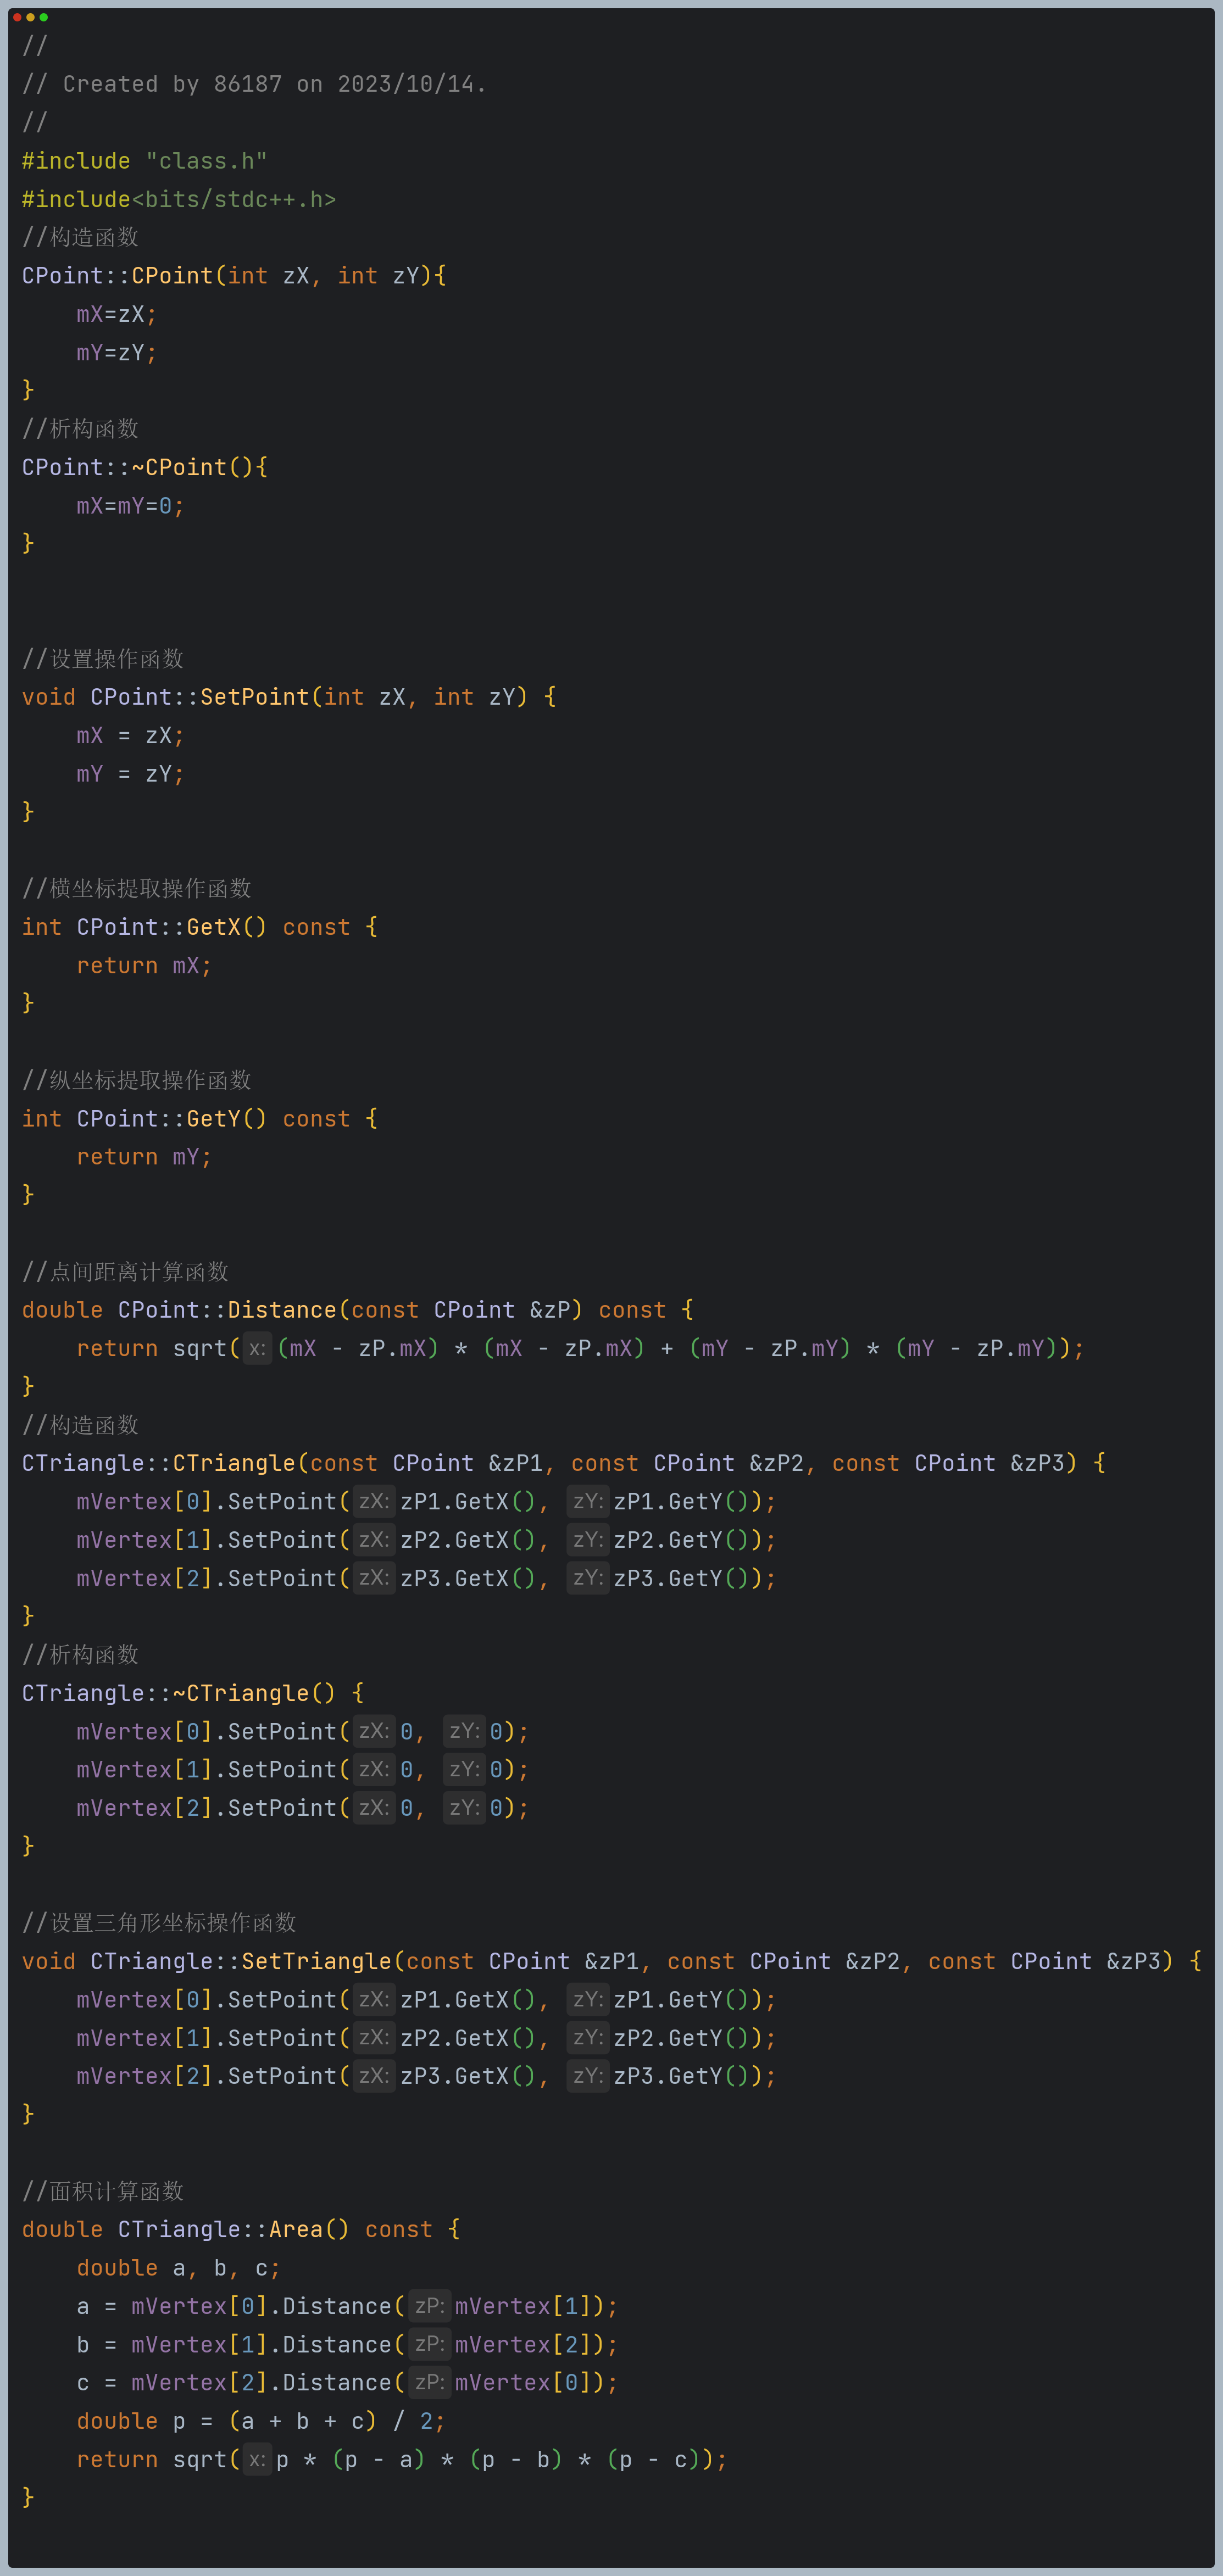 //
// Created by 86187 on 2023/10/14.
//
#include "class.h"
#include<bits/stdc++.h>
//构造函数
CPoint::CPoint(int zX, int zY){
    mX=zX;
    mY=zY;
}
//析构函数
CPoint::~CPoint(){
    mX=mY=0;
}
//设置操作函数
void CPoint::SetPoint(int zX, int zY) {
    mX = zX;
    mY = zY;
}
//横坐标提取操作函数
int CPoint::GetX() const {
    return mX;
}
//纵坐标提取操作函数
int CPoint::GetY() const {
    return mY;
}
//点间距离计算函数
double CPoint::Distance(const CPoint &zP) const {
    return sqrt(x:(mX - zP.mX) * (mX - zP.mX) + (mY - zP.mY) * (mY - zP.mY));
}
//构造函数
CTriangle::CTriangle(const CPoint &zP1, const CPoint &zP2, const CPoint &zP3) {
    mVertex[0].SetPoint(zX:zP1.GetX(), zY:zP1.GetY());
    mVertex[1].SetPoint(zX:zP2.GetX(), zY:zP2.GetY());
    mVertex[2].SetPoint(zX:zP3.GetX(), zY:zP3.GetY());
}
//析构函数
CTriangle::~CTriangle() {
    mVertex[0].SetPoint(zX:0, zY:0);
    mVertex[1].SetPoint(zX:0, zY:0);
    mVertex[2].SetPoint(zX:0, zY:0);
}
//设置三角形坐标操作函数
void CTriangle::SetTriangle(const CPoint &zP1, const CPoint &zP2, const CPoint &zP3) {
    mVertex[0].SetPoint(zX:zP1.GetX(), zY:zP1.GetY());
    mVertex[1].SetPoint(zX:zP2.GetX(), zY:zP2.GetY());
    mVertex[2].SetPoint(zX:zP3.GetX(), zY:zP3.GetY());
}
//面积计算函数
double CTriangle::Area() const {
    double a, b, c;
    a = mVertex[0].Distance(zP:mVertex[1]);
    b = mVertex[1].Distance(zP:mVertex[2]);
    c = mVertex[2].Distance(zP:mVertex[0]);
    double p = (a + b + c) / 2;
    return sqrt(x:p * (p - a) * (p - b) * (p - c));
}